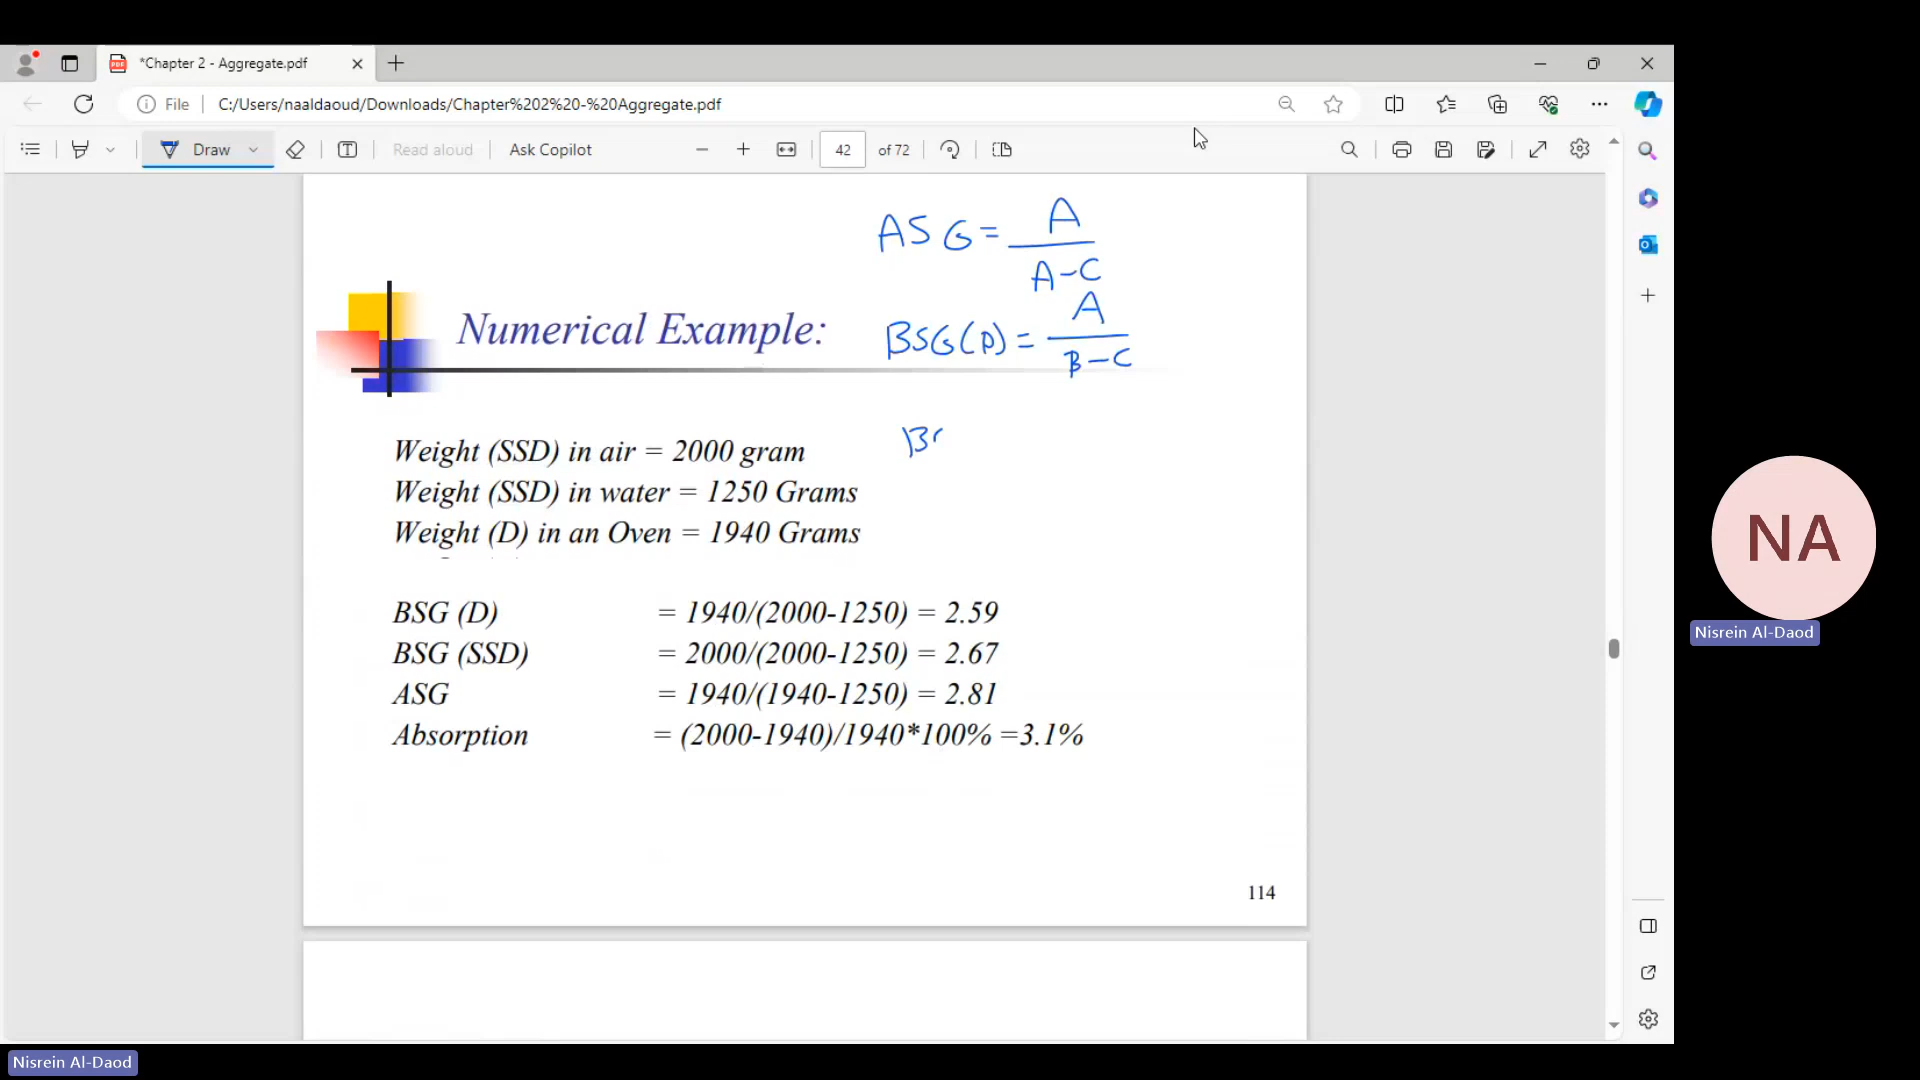 *Chapter 2 - Aggregate.pdf
File C:/Users/naaldaoud/Downloads/Chapter%202%20-%20Aggregate.pdf
Draw Read aloud Ask Copilot 42 of 72
ASG = A
A-C
Numerical Example:
BSG(D) = A
B-C
Weight (SSD) in air = 2000 gram
Weight (SSD) in water = 1250 Grams
Weight (D) in an Oven = 1940 Grams
BSG (D) = 1940/(2000-1250) = 2.59
BSG (SSD) = 2000/(2000-1250) = 2.67
ASG = 1940/(1940-1250) = 2.81
Absorption = (2000-1940)/1940*100% =3.1%
114
NA
Nisrein Al-Daod
Nisrein Al-Daod